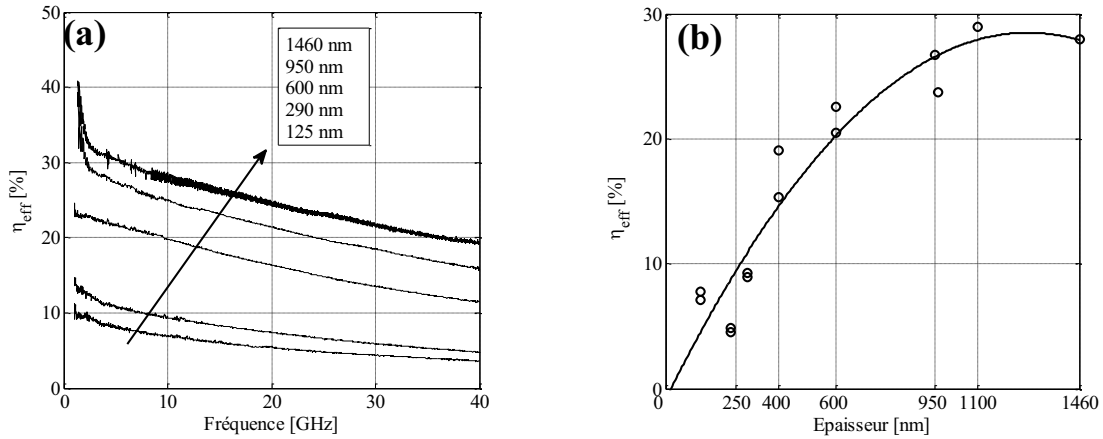 (a)
50
40
30
20
10
0
η_eff [%]
1460 nm
950 nm
600 nm
290 nm
125 nm
0 10 20 30 40
Fréquence [GHz]
(b)
30
20
10
0
η_eff [%]
0 250 400 600 950 1100 1460
Epaisseur [nm]